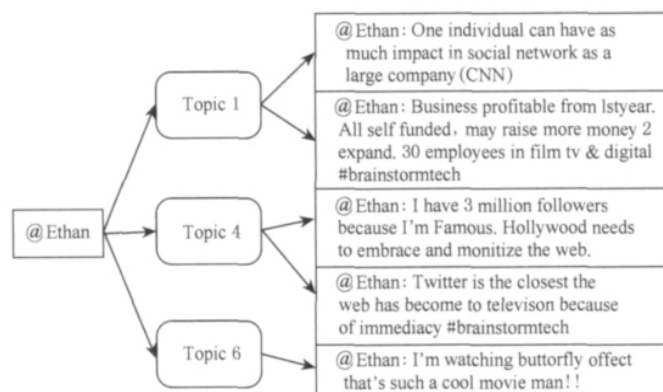 @Ethan
Topic 1
Topic 4
Topic 6
@Ethan: One individual can have as
much impact in social network as a
large company (CNN)
@Ethan: Business profitable from lstyear.
All self funded, may raise more money 2
expand. 30 employees in film tv & digital
#brainstormtech
@Ethan: I have 3 million followers
because I'm Famous. Hollywood needs
to embrace and monitize the web.
@Ethan: Twitter is the closest the
web has become to televison because
of immediacy #brainstormtech
@Ethan: I'm watching buttorfly offect
that's such a cool movie man!!